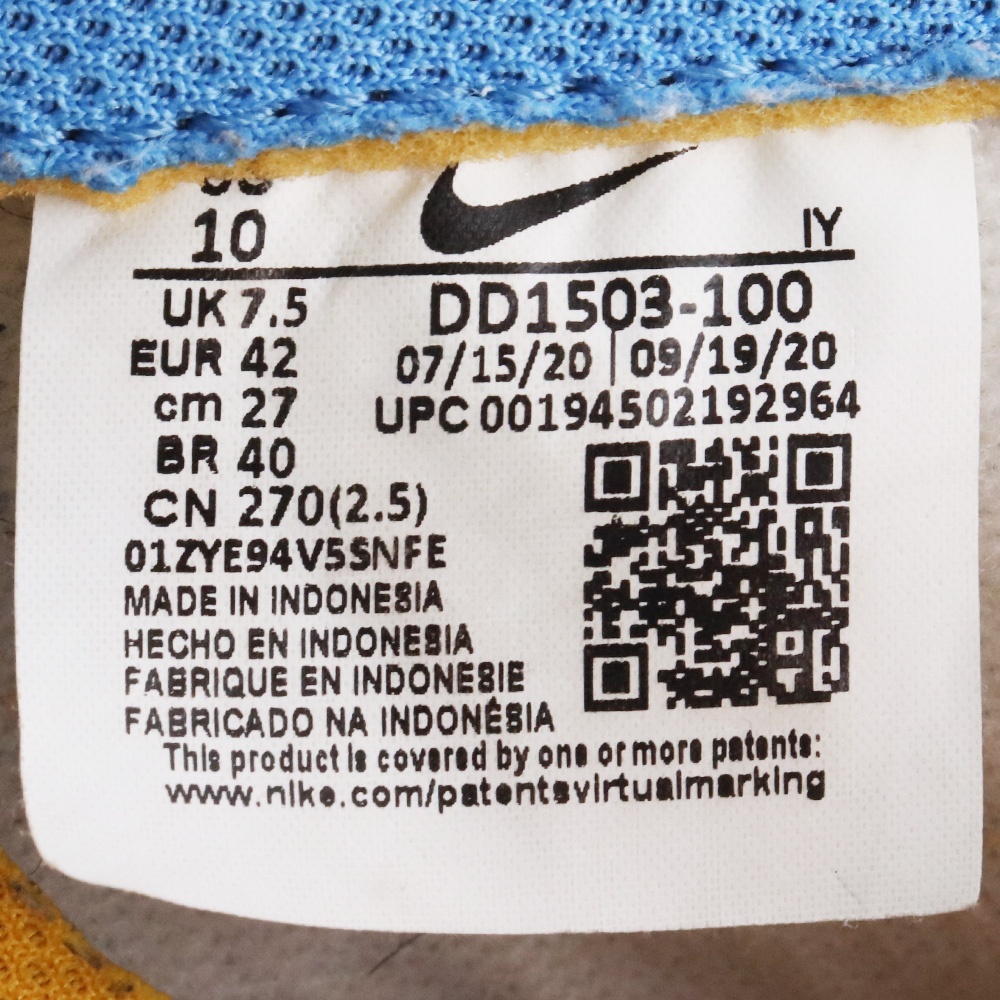 10
IY
UK 7.5
DD1503-100
EUR 42
07/15/20 | 09/19/20
cm 27
UPC 00194502192964
BR 40
CN 270(2.5)
01ZYE94V5SNFE
MADE IN INDONESIA
HECHO EN INDONESIA
FABRIQUE EN INDONESIE
FABRICADO NA INDONÉSIA
This product is covered by one or more patents:
www.nike.com/patentsvirtualmarking